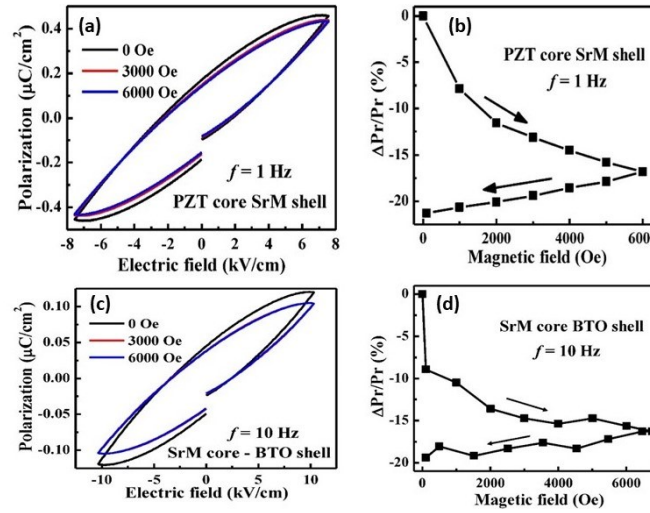 (a)
0 Oe
3000 Oe
6000 Oe
f = 1 Hz
PZT core SrM shell
Polarization (μC/cm²)
0.4
0.2
0.0
-0.2
-0.4
-8 -6 -4 -2 0 2 4 6 8
Electric field (kV/cm)
(b)
PZT core SrM shell
f = 1 Hz
ΔPr/Pr (%)
0
-5
-10
-15
-20
0 2000 4000 600
Magnetic field (Oe)
(c)
0 Oe
3000 Oe
6000 Oe
f = 10 Hz
SrM core - BTO shell
Polarization (μC/cm²)
0.10
0.05
0.00
-0.05
-0.10
-10 -5 0 5 10
Electric field (kV/cm)
(d)
SrM core BTO shell
f = 10 Hz
ΔPr/Pr (%)
0
-5
-10
-15
-20
0 2000 4000 6000
Magetic field (Oe)